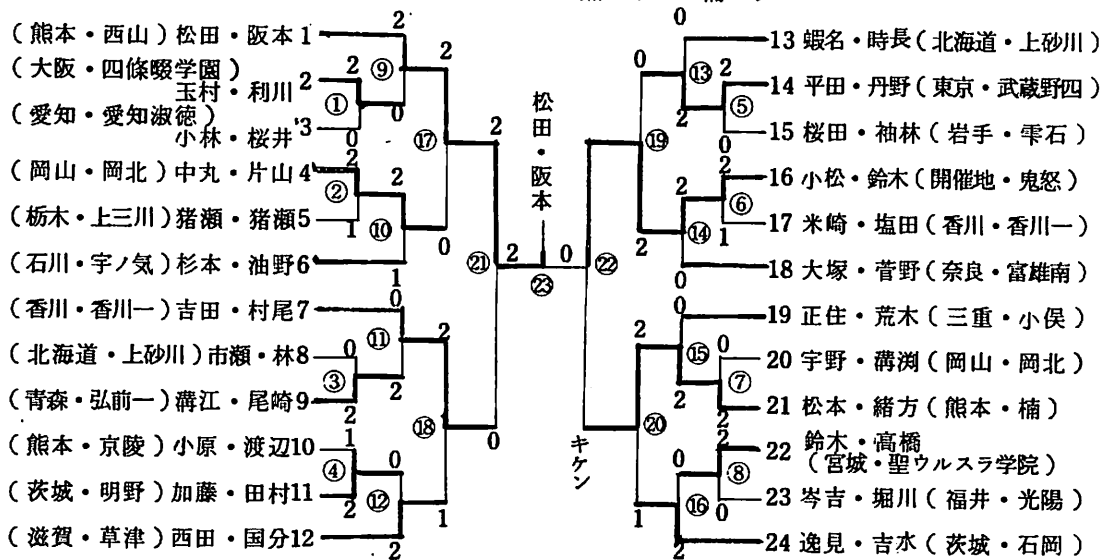 (熊本・西山) 松田・阪本 1
(大阪・四條畷学園)
玉村・利川 2
(愛知・愛知淑徳)
小林・桜井 3
(岡山・岡北) 中丸・片山 4
(栃木・上三川) 猪瀬・猪瀬 5
(石川・宇ノ気) 杉本・油野 6
(香川・香川一) 吉田・村尾 7
(北海道・上砂川) 市瀬・林 8
(青森・弘前一) 溝江・尾崎 9
(熊本・京陵) 小原・渡辺 10
(茨城・明野) 加藤・田村 11
(滋賀・草津) 西田・国分 12
2
2
0
⑨
0
①
2
2
1
②
2
1
⑩
2
0
⑰
0
2
③
0
2
⑪
1
2
④
0
2
⑫
2
1
⑱
2
0
㉑
松田・阪本
2
0
㉓
㉒
キケン
0
2
⑲
0
2
⑬
2
0
⑤
2
0
⑭
2
1
⑥
2
1
⑳
0
2
⑮
0
2
⑦
0
2
⑯
2
0
⑧
13 蝦名・時長 (北海道・上砂川)
14 平田・丹野 (東京・武蔵野四)
15 桜田・袖林 (岩手・雫石)
16 小松・鈴木 (開催地・鬼怒)
17 米崎・塩田 (香川・香川一)
18 大塚・菅野 (奈良・富雄南)
19 正住・荒木 (三重・小俣)
20 宇野・溝渕 (岡山・岡北)
21 松本・緒方 (熊本・楠)
22 鈴木・高橋
(宮城・聖ウルスラ学院)
23 岑吉・堀川 (福井・光陽)
24 逸見・吉水 (茨城・石岡)